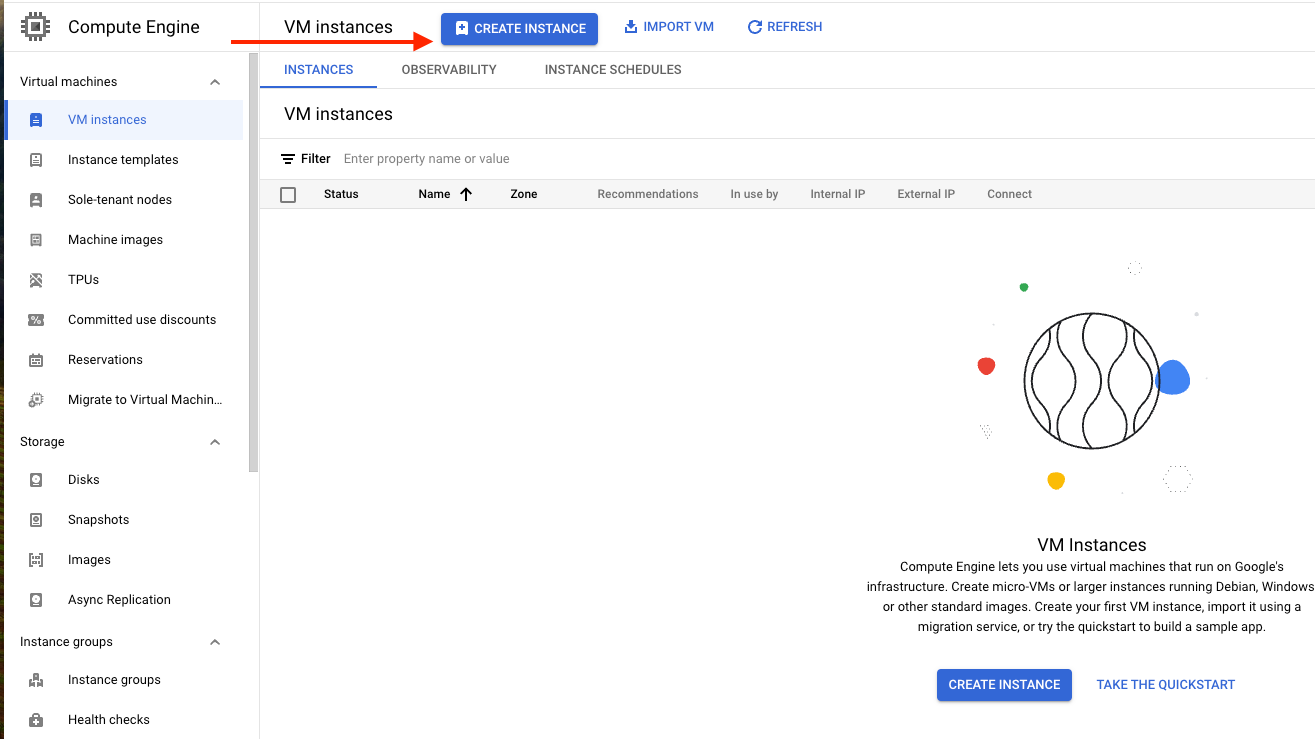 Compute Engine
VM instances
CREATE INSTANCE
IMPORT VM
REFRESH
Virtual machines
VM instances
Instance templates
Sole-tenant nodes
Machine images
TPUs
Committed use discounts
Reservations
Migrate to Virtual Machin...
Storage
Disks
Snapshots
Images
Async Replication
Instance groups
Instance groups
Health checks
INSTANCES
OBSERVABILITY
INSTANCE SCHEDULES
VM instances
Filter Enter property name or value
Status Name Zone Recommendations In use by Internal IP External IP Connect
VM Instances
Compute Engine lets you use virtual machines that run on Google's
infrastructure. Create micro-VMs or larger instances running Debian, Windows
or other standard images. Create your first VM instance, import it using a
migration service, or try the quickstart to build a sample app.
CREATE INSTANCE
TAKE THE QUICKSTART